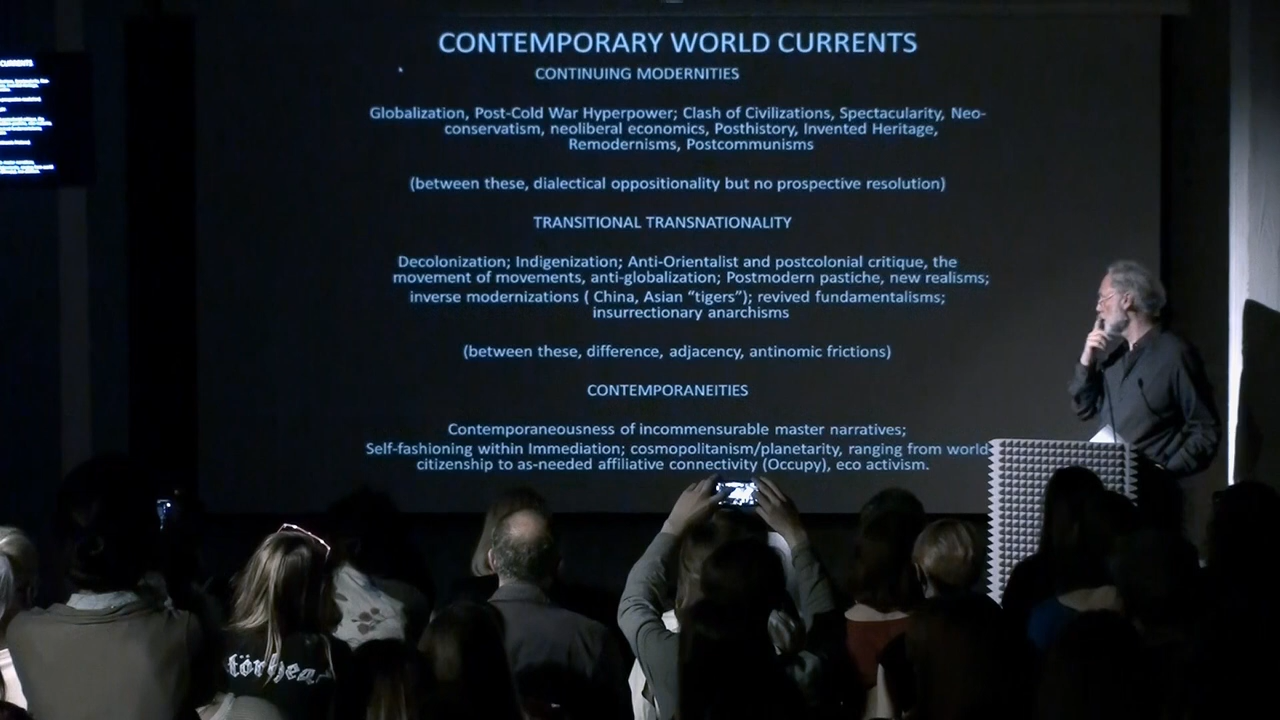 CONTEMPORARY WORLD CURRENTS
CONTINUING MODERNITIES
Globalization, Post-Cold War Hyperpower; Clash of Civilizations, Spectacularity, Neo-
conservatism, neoliberal economics, Posthistory, Invented Heritage,
Remodernisms, Postcommunisms
(between these, dialectical oppositionality but no prospective resolution)
TRANSITIONAL TRANSNATIONALITY
Decolonization; Indigenization; Anti-Orientalist and postcolonial critique, the
movement of movements, anti-globalization; Postmodern pastiche, new realisms;
inverse modernizations ( China, Asian “tigers”); revived fundamentalisms;
insurrectionary anarchisms
(between these, difference, adjacency, antinomic frictions)
CONTEMPORANEITIES
Contemporaneousness of incommensurable master narratives;
Self-fashioning within Immediation; cosmopolitanism/planetarity, ranging from world
citizenship to as-needed affiliative connectivity (Occupy), eco activism.